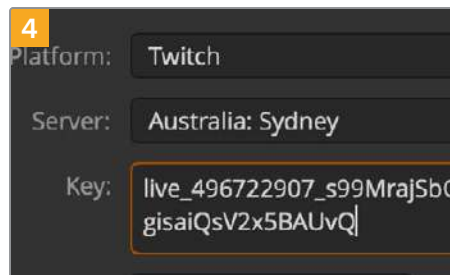 4
Platform: Twitch
Server: Australia: Sydney
Key: live_496722907_s99MrajSbC
gisaiQsV2x5BAUvQ